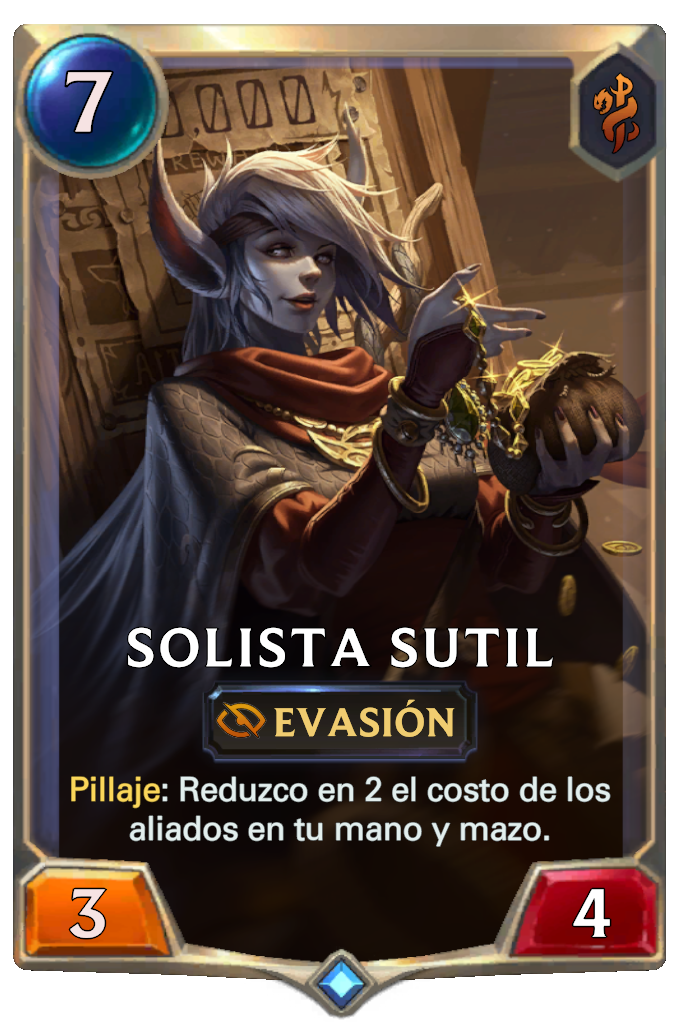 7
,000
SOLISTA SUTIL
EVASIÓN
Pillaje: Reduzco en 2 el costo de los
aliados en tu mano y mazo.
3
4